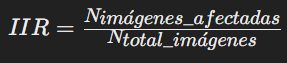 IIR = Nimágenes_afectadas
Ntotal_imágenes